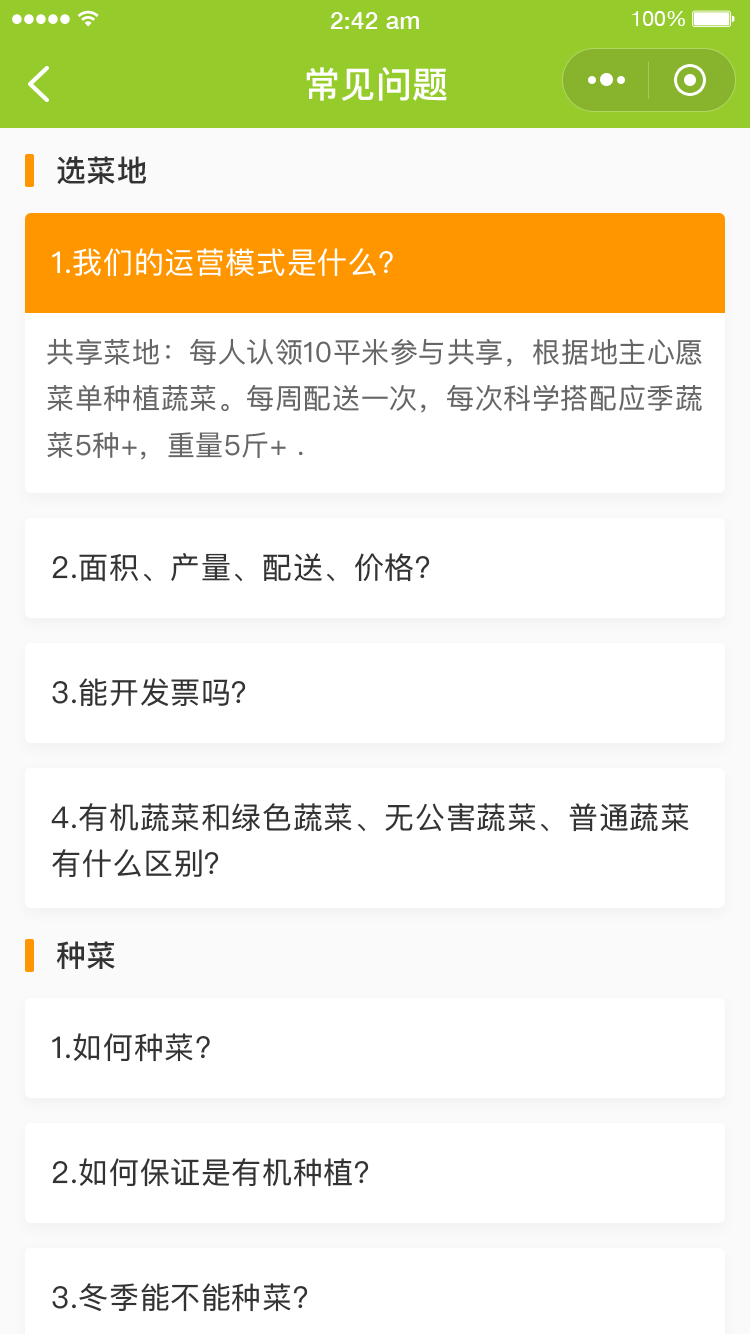 2:42 am 100%
常见问题
选菜地
1.我们的运营模式是什么?
共享菜地：每人认领10平米参与共享，根据地主心愿
菜单种植蔬菜。每周配送一次，每次科学搭配应季蔬
菜5种+，重量5斤+ .
2.面积、产量、配送、价格?
3.能开发票吗?
4.有机蔬菜和绿色蔬菜、无公害蔬菜、普通蔬菜
有什么区别?
种菜
1.如何种菜?
2.如何保证是有机种植?
3.冬季能不能种菜?